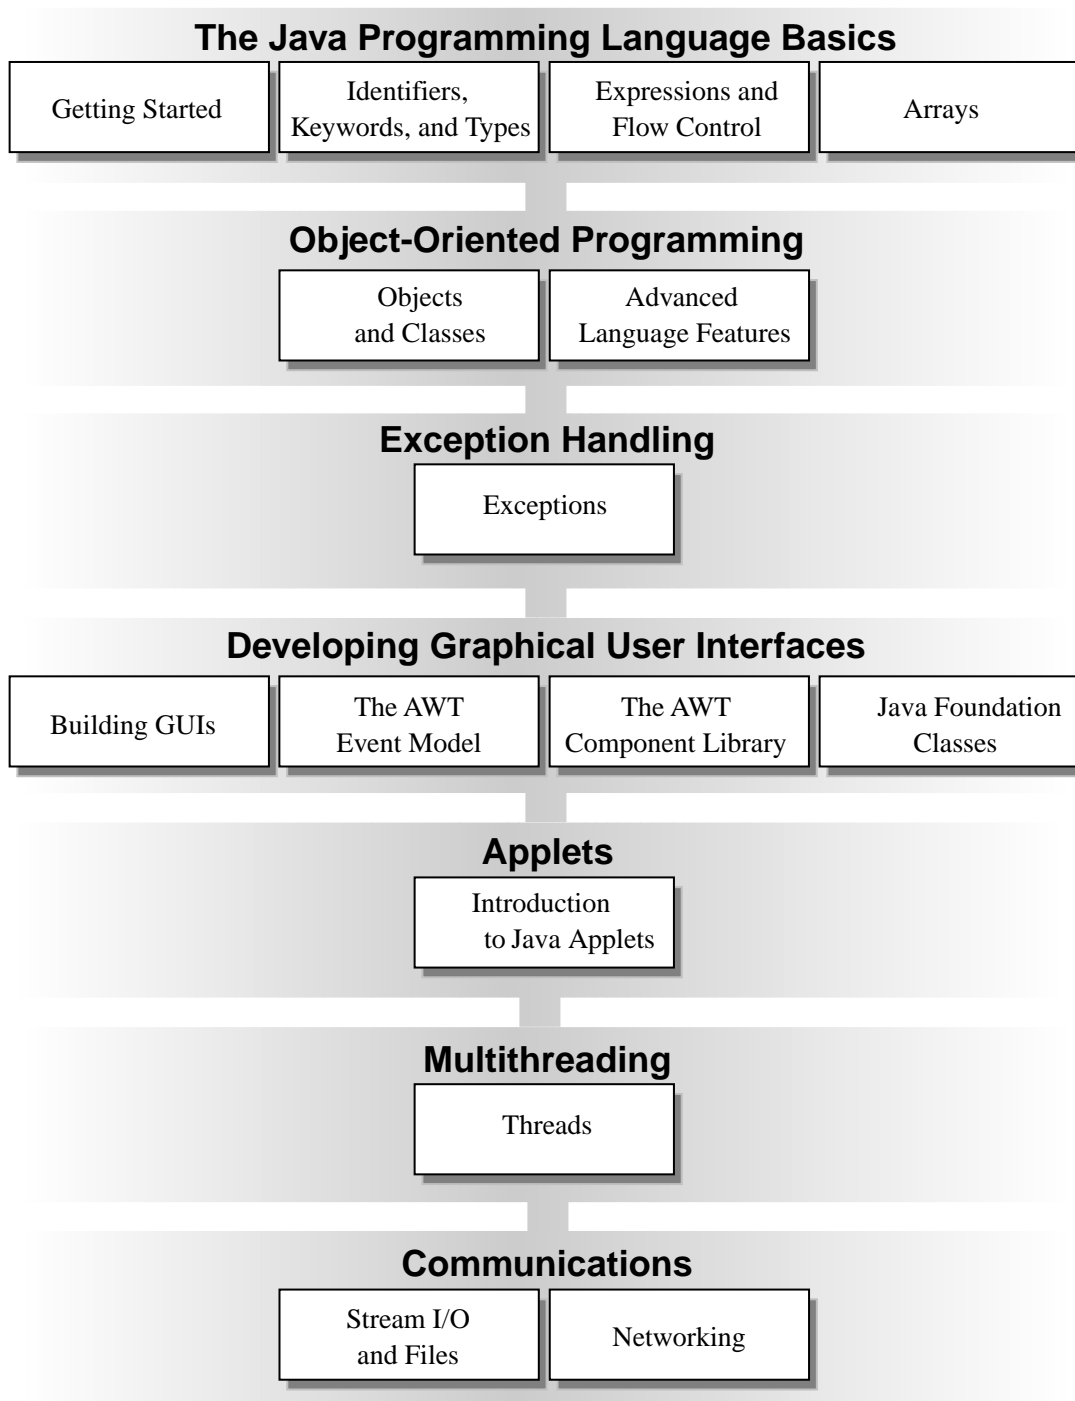 The Java Programming Language Basics
Getting Started
Identifiers,
Keywords, and Types
Expressions and
Flow Control
Arrays
Object-Oriented Programming
Objects
and Classes
Advanced
Language Features
Exception Handling
Exceptions
Developing Graphical User Interfaces
Building GUIs
The AWT
Event Model
The AWT
Component Library
Java Foundation
Classes
Applets
Introduction
to Java Applets
Multithreading
Threads
Communications
Stream I/O
and Files
Networking